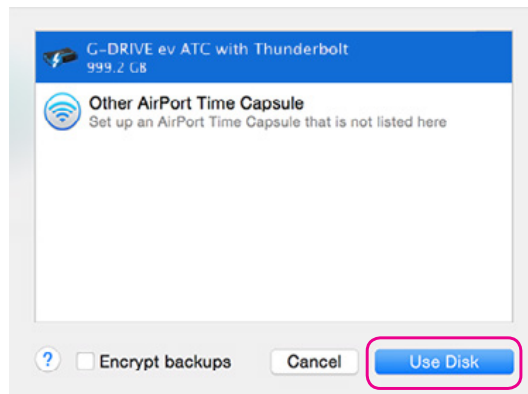 G-DRIVE ev ATC with Thunderbolt
999.2 GB
Other AirPort Time Capsule
Set up an AirPort Time Capsule that is not listed here
? Encrypt backups Cancel Use Disk